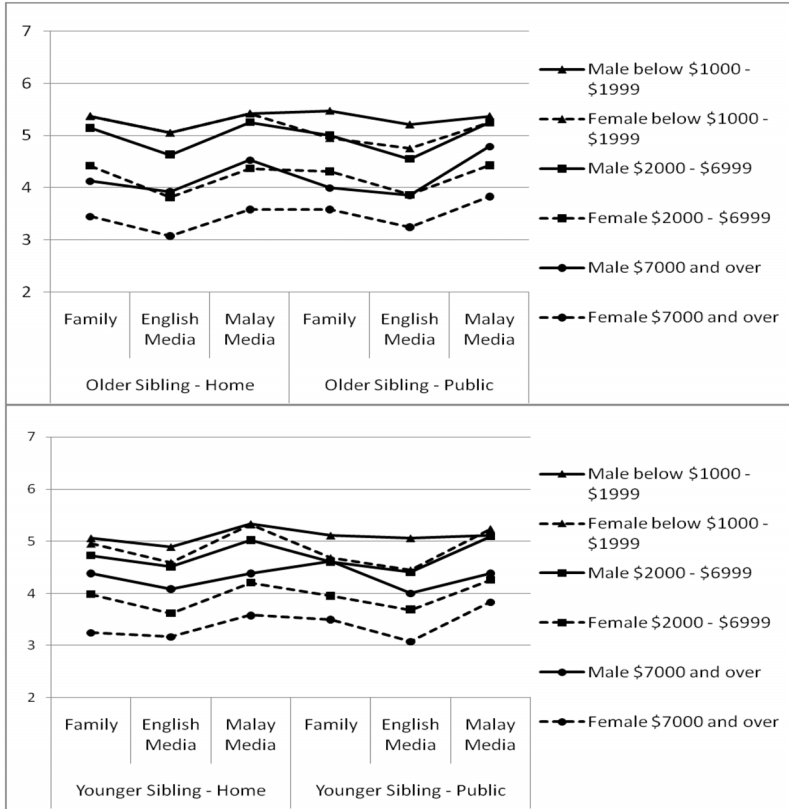 7
6
5
4
3
2
Family
English
Media
Malay
Media
Family
English
Media
Malay
Media
Older Sibling - Home
Older Sibling - Public
Male below $1000 -
$1999
Female below $1000 -
$1999
Male $2000 - $6999
Female $2000 - $6999
Male $7000 and over
Female $7000 and over
7
6
5
4
3
2
Family
English
Media
Malay
Media
Family
English
Media
Malay
Media
Younger Sibling - Home
Younger Sibling - Public
Male below $1000 -
$1999
Female below $1000 -
$1999
Male $2000 - $6999
Female $2000 - $6999
Male $7000 and over
Female $7000 and over